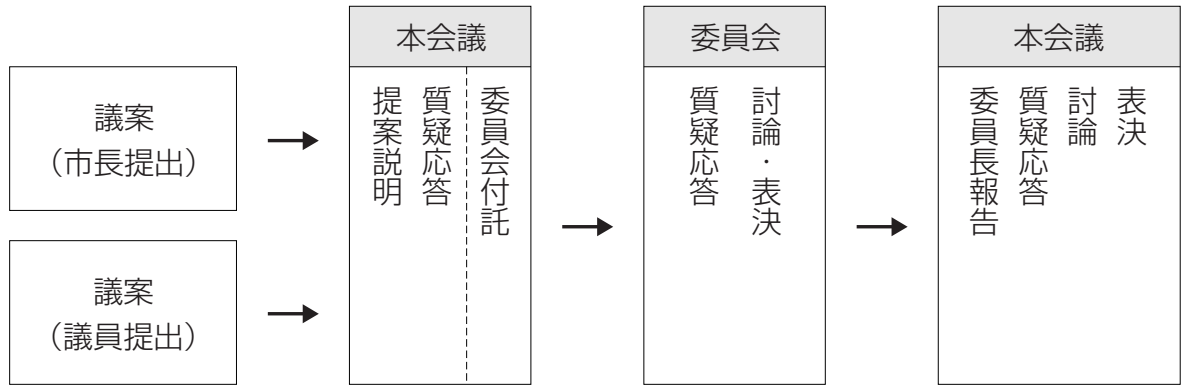 議案
（市長提出）
議案
（議員提出）
本会議
提案説明
質疑応答
委員会付託
委員会
質疑応答
討論・表決
本会議
委員長報告
質疑応答
討論
表決